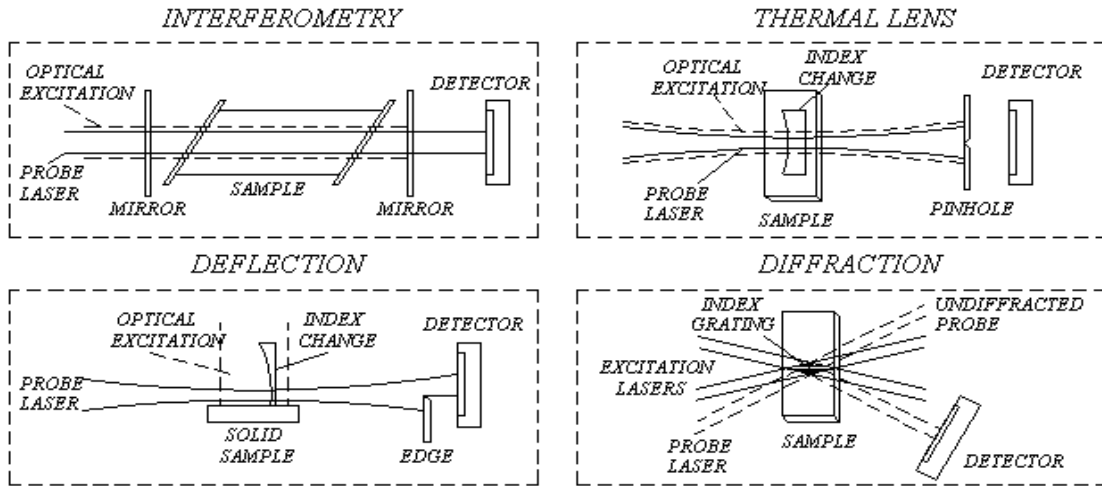 INTERFEROMETRY
OPTICAL
EXCITATION
DETECTOR
PROBE
LASER
SAMPLE
MIRROR
MIRROR
THERMAL LENS
OPTICAL
EXCITATION
INDEX
CHANGE
DETECTOR
PROBE
LASER
SAMPLE
PINHOLE
DEFLECTION
OPTICAL
EXCITATION
INDEX
CHANGE
DETECTOR
PROBE
LASER
SOLID
SAMPLE
EDGE
DIFFRACTION
INDEX
GRATING
UNDIFFRACTED
PROBE
EXCITATION
LASERS
PROBE
LASER
SAMPLE
DETECTOR